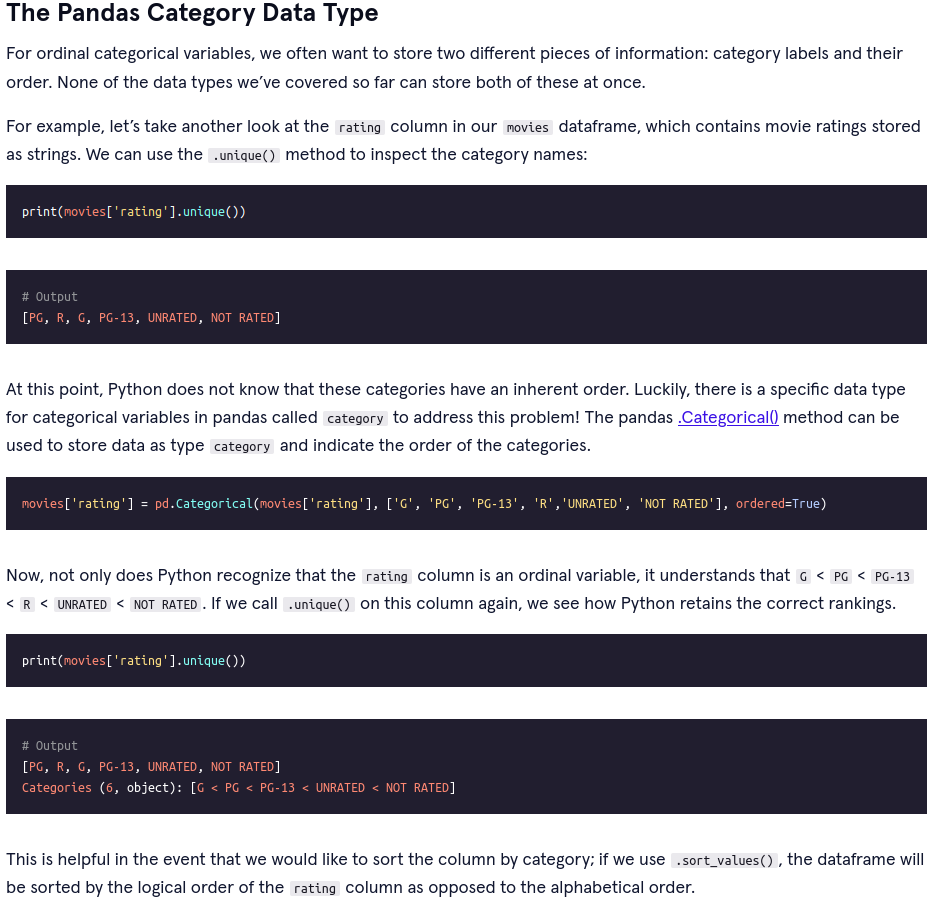 The Pandas Category Data Type
For ordinal categorical variables, we often want to store two different pieces of information: category labels and their
order. None of the data types we’ve covered so far can store both of these at once.
For example, let’s take another look at the rating column in our movies dataframe, which contains movie ratings stored
as strings. We can use the .unique() method to inspect the category names:
print(movies['rating'].unique())
# Output
[PG, R, G, PG-13, UNRATED, NOT RATED]
At this point, Python does not know that these categories have an inherent order. Luckily, there is a specific data type
for categorical variables in pandas called category to address this problem! The pandas .Categorical() method can be
used to store data as type category and indicate the order of the categories.
movies['rating'] = pd.Categorical(movies['rating'], ['G', 'PG', 'PG-13', 'R','UNRATED', 'NOT RATED'], ordered=True)
Now, not only does Python recognize that the rating column is an ordinal variable, it understands that G < PG < PG-13
< R < UNRATED < NOT RATED. If we call .unique() on this column again, we see how Python retains the correct rankings.
print(movies['rating'].unique())
# Output
[PG, R, G, PG-13, UNRATED, NOT RATED]
Categories (6, object): [G < PG < PG-13 < UNRATED < NOT RATED]
This is helpful in the event that we would like to sort the column by category; if we use .sort_values(), the dataframe will
be sorted by the logical order of the rating column as opposed to the alphabetical order.